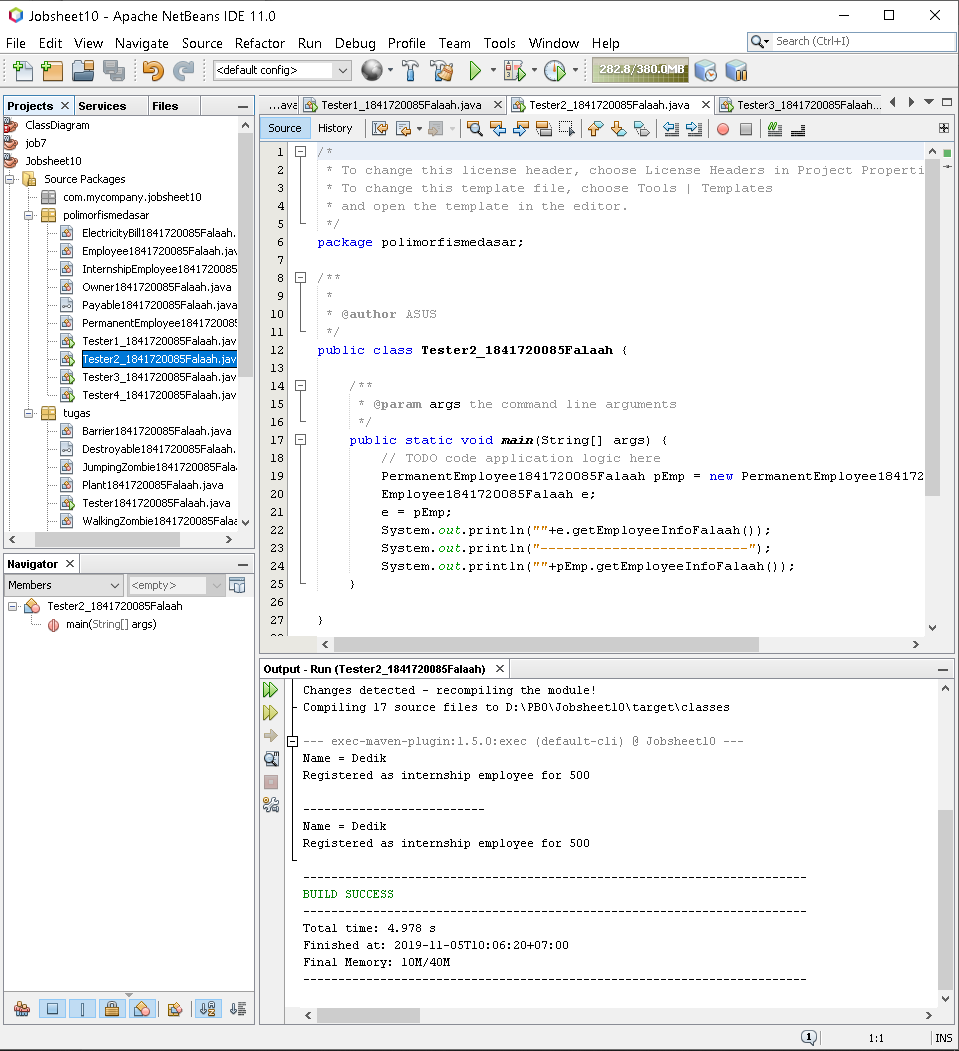 Jobsheet10 - Apache NetBeans IDE 11.0
File Edit View Navigate Source Refactor Run Debug Profile Team Tools Window Help
Search (Ctrl+I)
<default config>
282.8/380.0MB
Projects Services Files
ClassDiagram
job7
Jobsheet10
Source Packages
com.mycompany.jobsheet10
polimorfismedasar
ElectricityBill1841720085Falaah.
Employee1841720085Falaah.java
InternshipEmployee1841720085
Owner1841720085Falaah.java
Payable1841720085Falaah.java
PermanentEmployee184172008
Tester1_1841720085Falaah.jav
Tester2_1841720085Falaah.jav
Tester3_1841720085Falaah.jav
Tester4_1841720085Falaah.jav
tugas
Barrier1841720085Falaah.java
Destroyable1841720085Falaah.
JumpingZombie1841720085Fala
Plant1841720085Falaah.java
Tester1841720085Falaah.java
WalkingZombie1841720085Falaa
Navigator
Members <empty>
Tester2_1841720085Falaah
main(String[] args)
...ava Tester1_1841720085Falaah.java Tester2_1841720085Falaah.java Tester3_1841720085Falaah...
Source History
1 /*
2 * To change this license header, choose License Headers in Project Properti
3 * To change this template file, choose Tools | Templates
4 * and open the template in the editor.
5 */
6 package polimorfismedasar;
7
8 /**
9 *
10 * @author ASUS
11 */
12 public class Tester2_1841720085Falaah {
13
14 /**
15 * @param args the command line arguments
16 */
17 public static void main(String[] args) {
18 // TODO code application logic here
19 PermanentEmployee1841720085Falaah pEmp = new PermanentEmployee184172
20 Employee1841720085Falaah e;
21 e = pEmp;
22 System.out.println(""+e.getEmployeeInfoFalaah());
23 System.out.println("--------------------------");
24 System.out.println(""+pEmp.getEmployeeInfoFalaah());
25 }
26
27 }
Output - Run (Tester2_1841720085Falaah)
Changes detected - recompiling the module!
Compiling 17 source files to D:\PBO\Jobsheet10\target\classes
--- exec-maven-plugin:1.5.0:exec (default-cli) @ Jobsheet10 ---
Name = Dedik
Registered as internship employee for 500
--------------------------
Name = Dedik
Registered as internship employee for 500
------------------------------------------------------------------------
BUILD SUCCESS
------------------------------------------------------------------------
Total time: 4.978 s
Finished at: 2019-11-05T10:06:20+07:00
Final Memory: 10M/40M
------------------------------------------------------------------------
1 1:1 INS